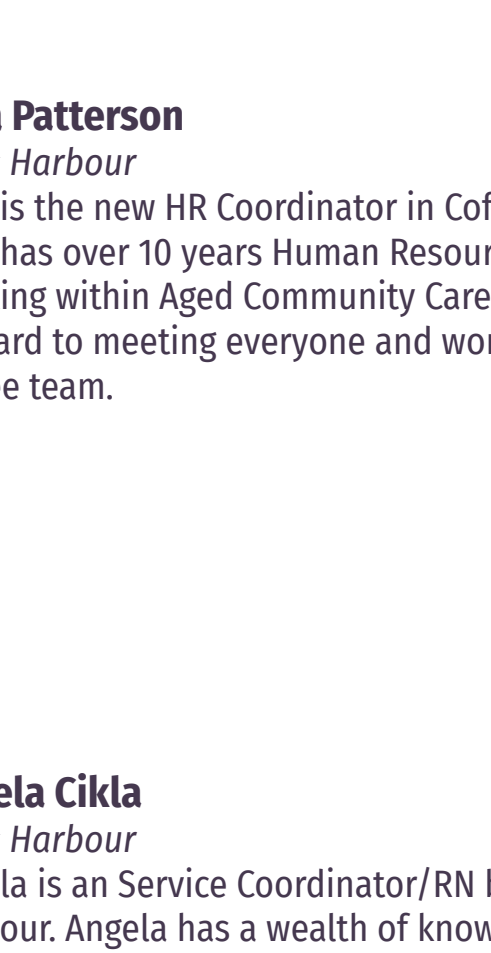 a Patterson
Harbour
is the new HR Coordinator in Cof
has over 10 years Human Resour
ing within Aged Community Care
ard to meeting everyone and wor
e team.
ela Cikla
Harbour
la is an Service Coordinator/RN b
our. Angela has a wealth of know